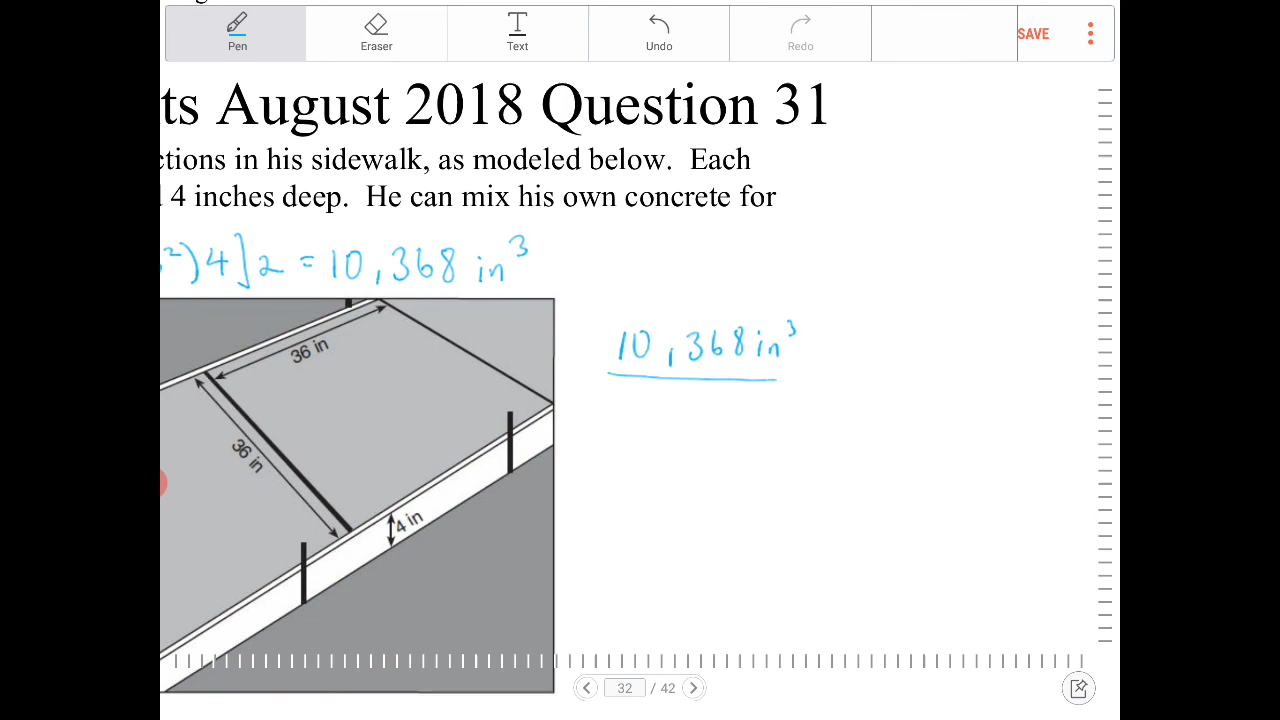 Pen Eraser Text Undo Redo SAVE
ts August 2018 Question 31
ctions in his sidewalk, as modeled below. Each
4 inches deep. He can mix his own concrete for
²)4]2 = 10,368 in³
36 in
10,368 in³
36 in
4 in
32 / 42